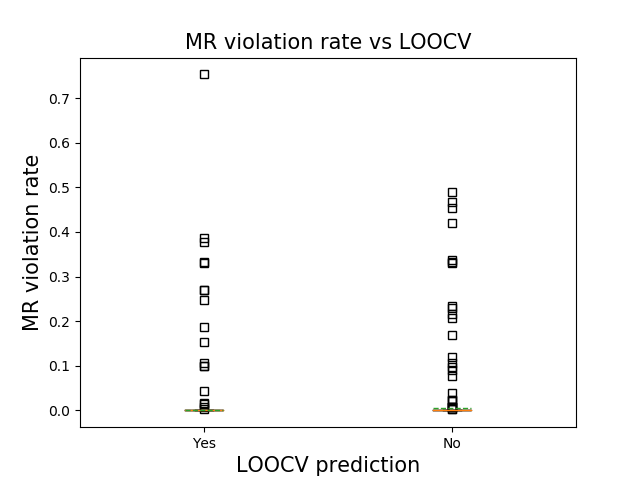 MR violation rate vs LOOCV
MR violation rate
0.7
0.6
0.5
0.4
0.3
0.2
0.1
0.0
Yes
No
LOOCV prediction